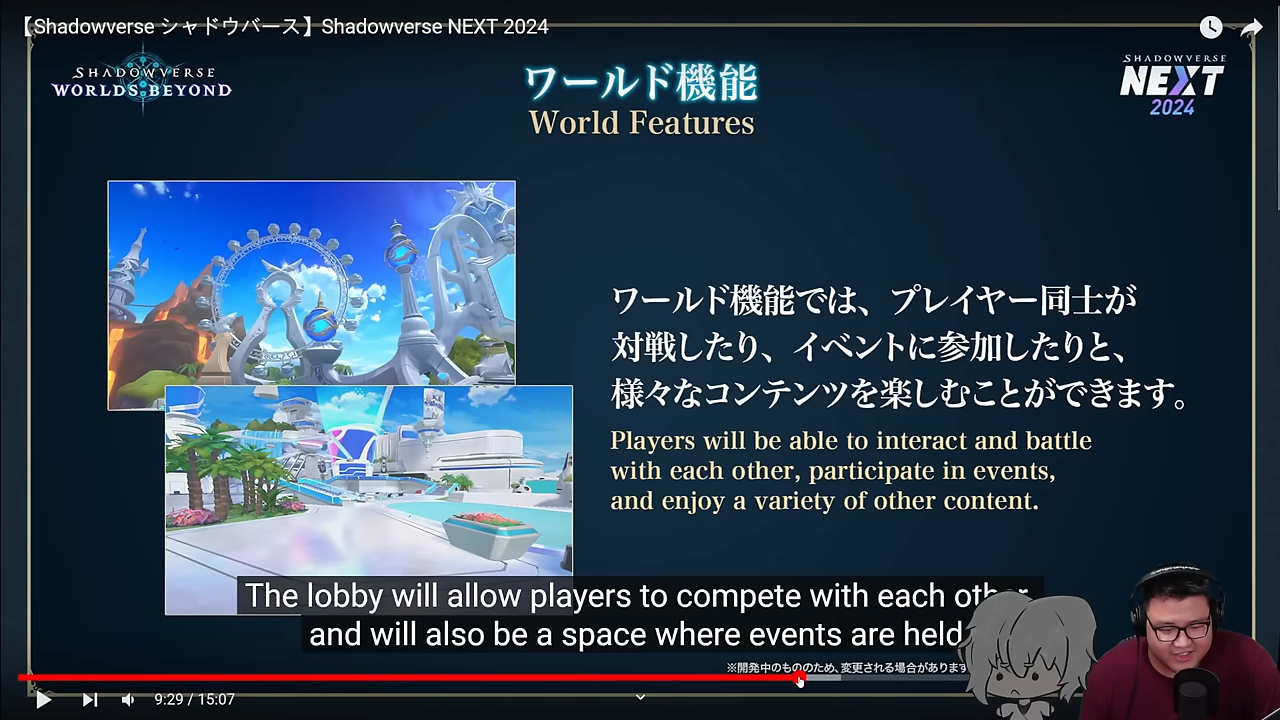 【Shadowverse シャドウバース】Shadowverse NEXT 2024
SHADOWVERSE
WORLDS BEYOND
ワールド機能
World Features
SHADOWVERSE
NEXT
2024
ワールド機能では、プレイヤー同士が
対戦したり、イベントに参加したりと、
様々なコンテンツを楽しむことができます。
Players will be able to interact and battle
with each other, participate in events,
and enjoy a variety of other content.
The lobby will allow players to compete with each other
and will also be a space where events are held
※開発中のもののため、変更される場合があります
9:29 / 15:07